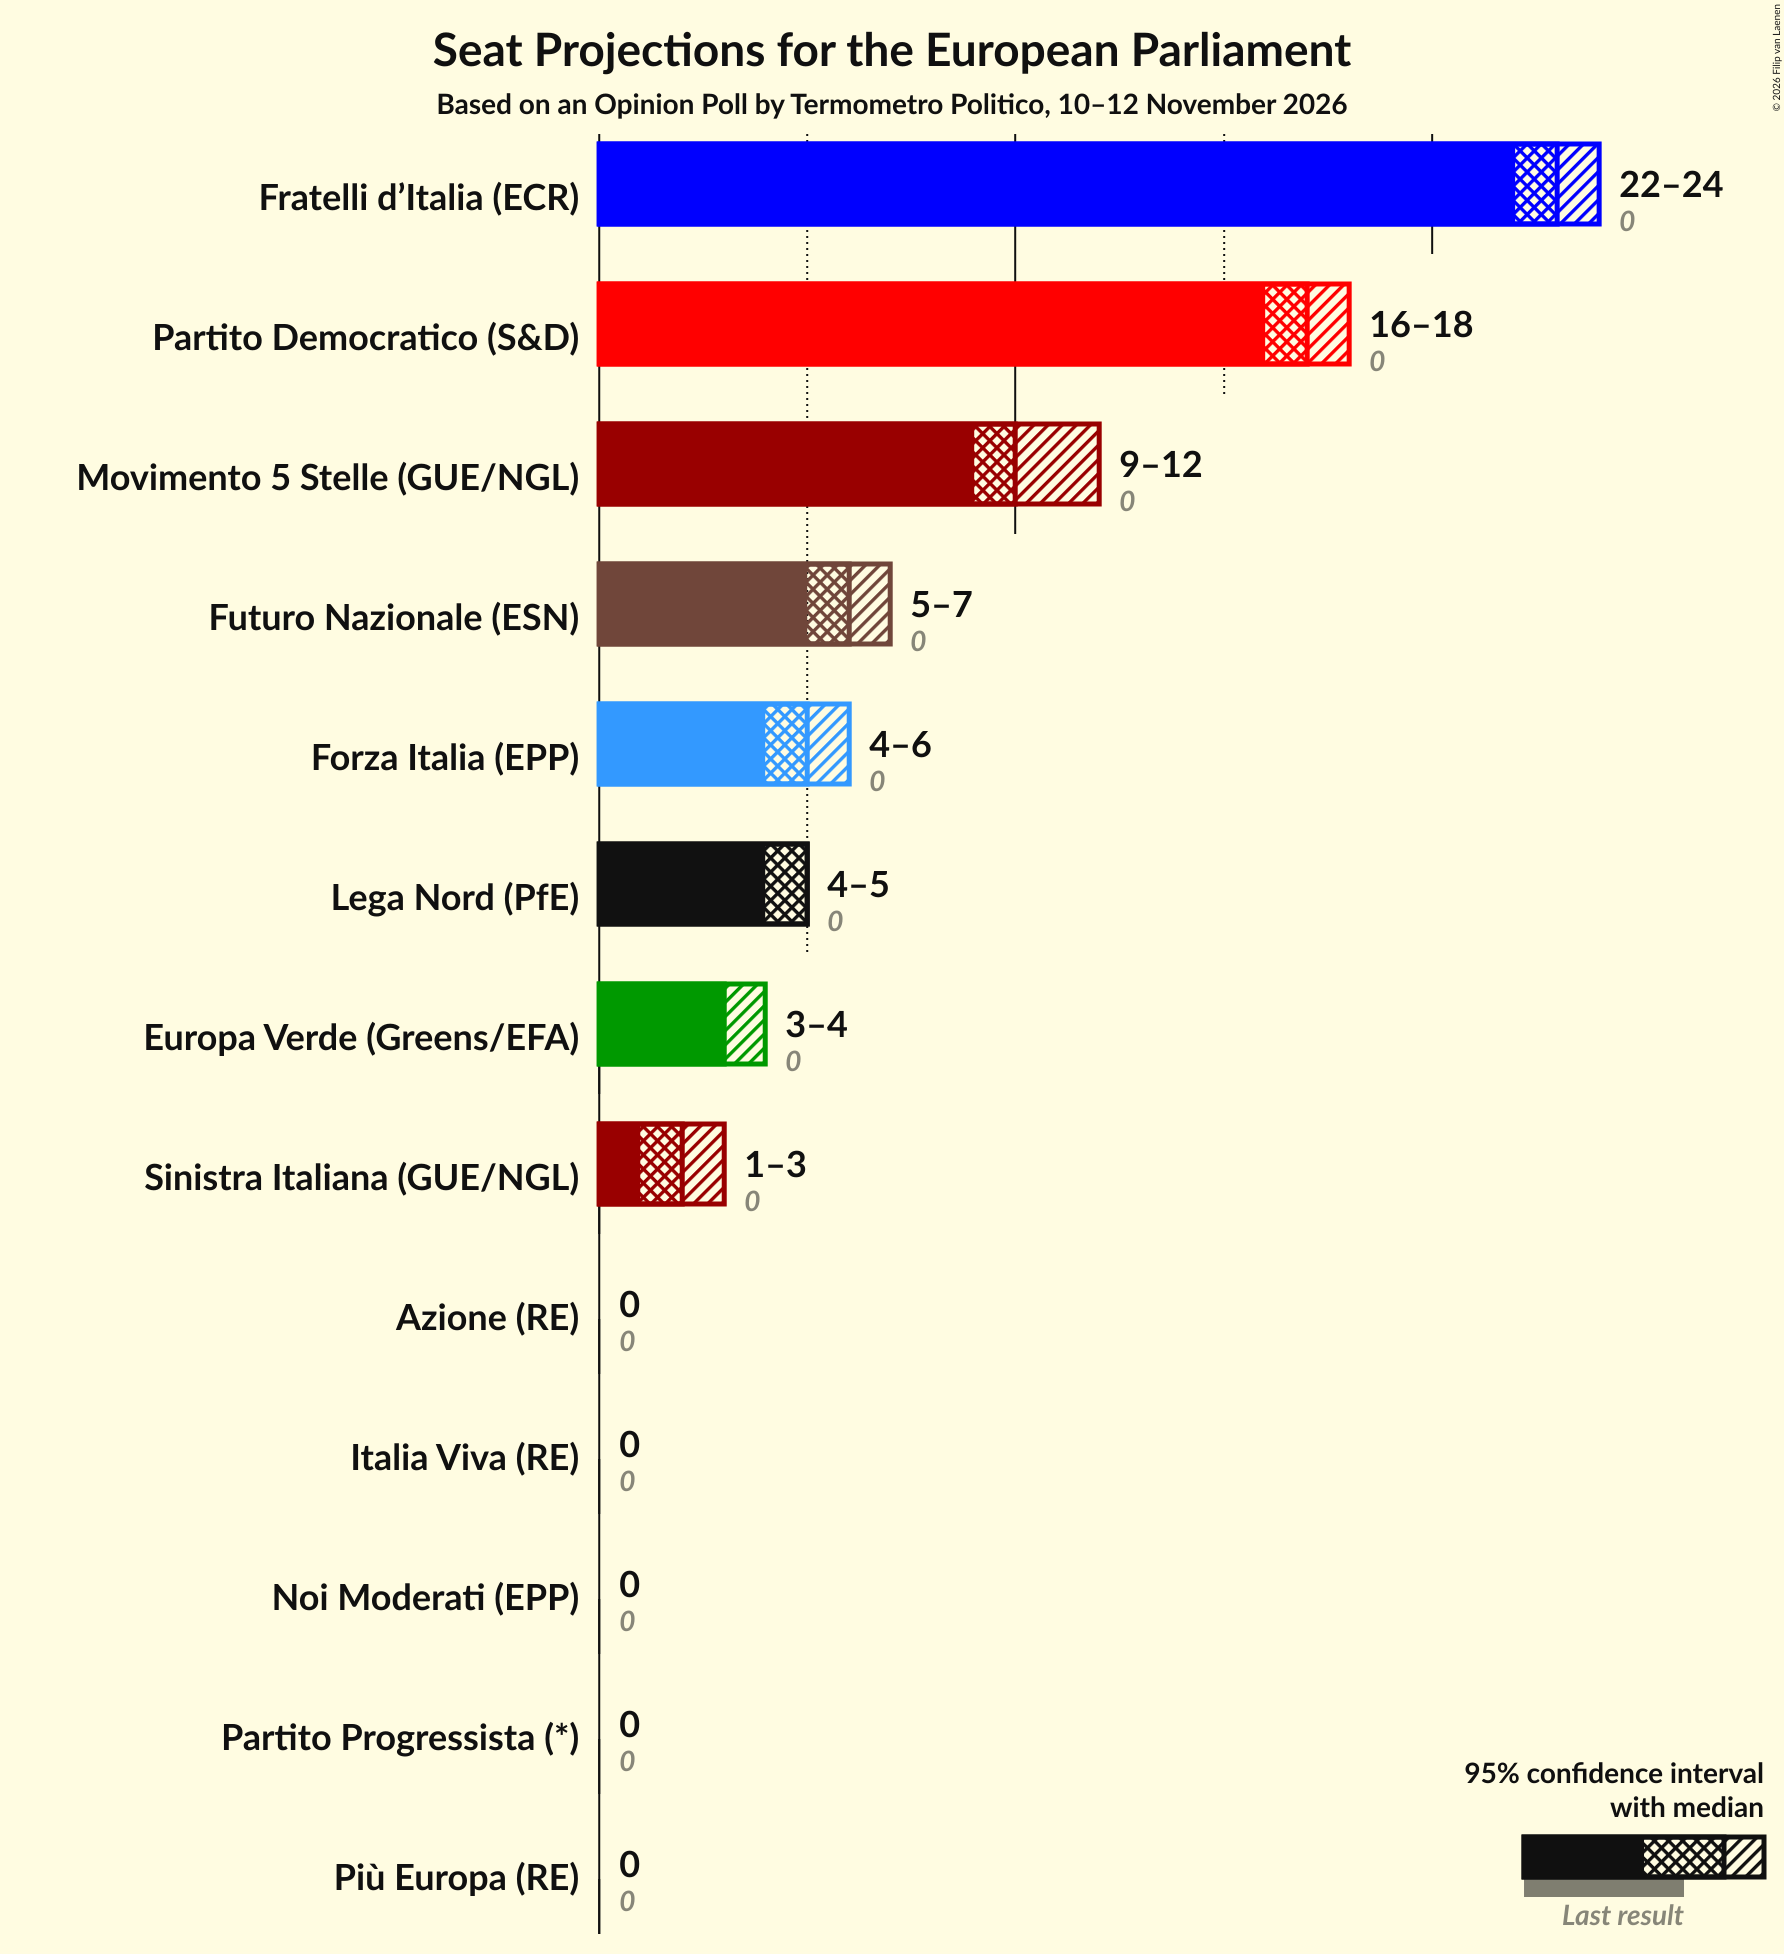 Seat Projections for the European Parliament
Based on an Opinion Poll by Termometro Politico, 10–12 November 2026
© 2026 Filip van Laenen
Fratelli d’Italia (ECR)
22–24
0
Partito Democratico (S&D)
16–18
0
Movimento 5 Stelle (GUE/NGL)
9–12
0
Futuro Nazionale (ESN)
5–7
0
Forza Italia (EPP)
4–6
0
Lega Nord (PfE)
4–5
0
Europa Verde (Greens/EFA)
3–4
0
Sinistra Italiana (GUE/NGL)
1–3
0
Azione (RE)
0
0
Italia Viva (RE)
0
0
Noi Moderati (EPP)
0
0
Partito Progressista (*)
0
0
Più Europa (RE)
0
0
95% confidence interval
with median
Last result